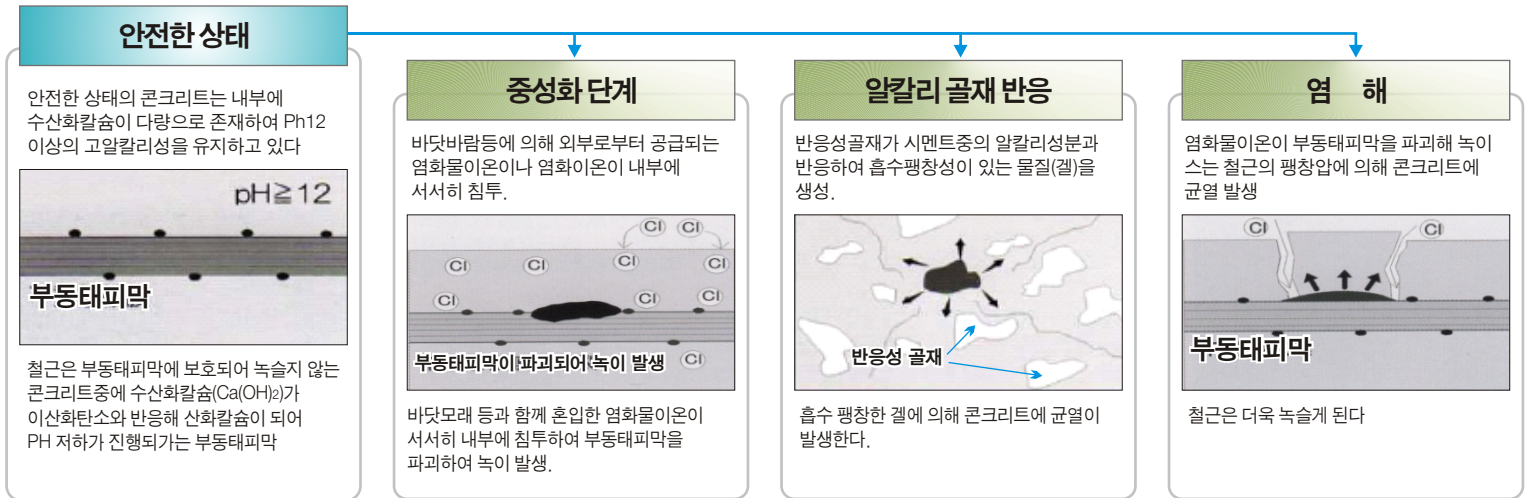 안전한 상태
안전한 상태의 콘크리트는 내부에
수산화칼슘이 다량으로 존재하여 Ph12
이상의 고알칼리성을 유지하고 있다
pH≧12
부동태피막
철근은 부동태피막에 보호되어 녹슬지 않는
콘크리트중에 수산화칼슘(Ca(OH)2)가
이산화탄소와 반응해 산화칼슘이 되어
PH 저하가 진행되가는 부동태피막
중성화 단계
바닷바람등에 의해 외부로부터 공급되는
염화물이온이나 염화이온이 내부에
서서히 침투.
Cl Cl
Cl Cl Cl Cl
Cl Cl Cl
부동태피막이 파괴되어 녹이 발생 Cl
바닷모래 등과 함께 혼입한 염화물이온이
서서히 내부에 침투하여 부동태피막을
파괴하여 녹이 발생.
알칼리 골재 반응
반응성골재가 시멘트중의 알칼리성분과
반응하여 흡수팽창성이 있는 물질(겔)을
생성.
반응성 골재
흡수 팽창한 겔에 의해 콘크리트에 균열이
발생한다.
염 해
염화물이온이 부동태피막을 파괴해 녹이
스는 철근의 팽창압에 의해 콘크리트에
균열 발생
Cl Cl
부동태피막
철근은 더욱 녹슬게 된다